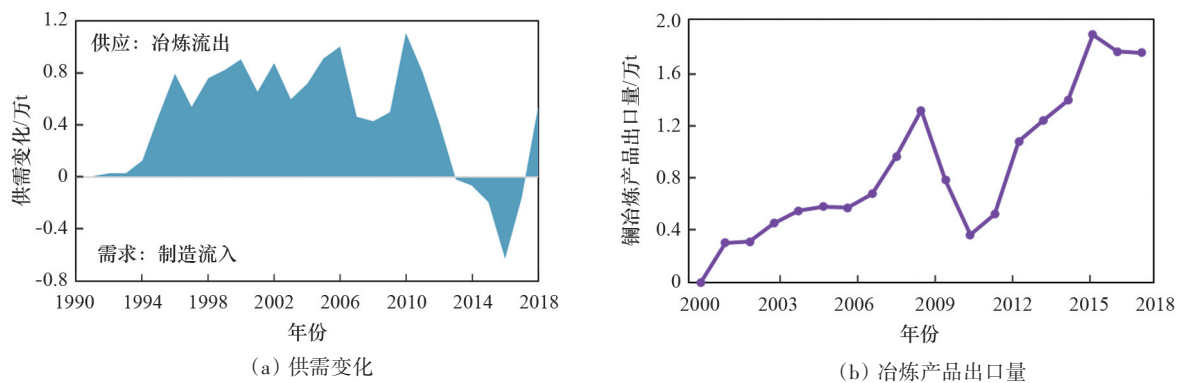 1.2
0.8
0.4
0
-0.4
-0.8
供需变化/万t
供应：冶炼流出
需求：制造流入
1990 1994 1998 2002 2006 2010 2014 2018
年份
(a) 供需变化
2.0
1.6
1.2
0.8
0.4
0
镧冶炼产品出口量/万t
2000 2003 2006 2009 2012 2015 2018
年份
(b) 冶炼产品出口量